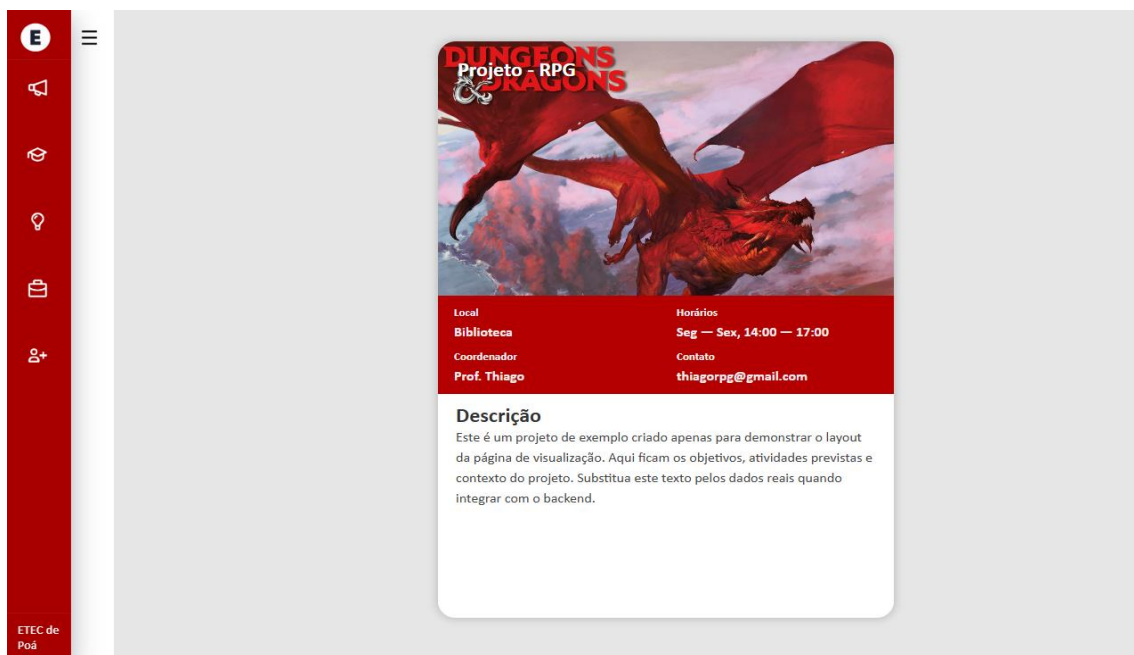 E
DUNGEONS
Projeto - RPG
& DRAGONS
Local
Biblioteca
Horários
Seg — Sex, 14:00 — 17:00
Coordenador
Prof. Thiago
Contato
thiagorpg@gmail.com
Descrição
Este é um projeto de exemplo criado apenas para demonstrar o layout
da página de visualização. Aqui ficam os objetivos, atividades previstas e
contexto do projeto. Substitua este texto pelos dados reais quando
integrar com o backend.
ETEC de
Poá